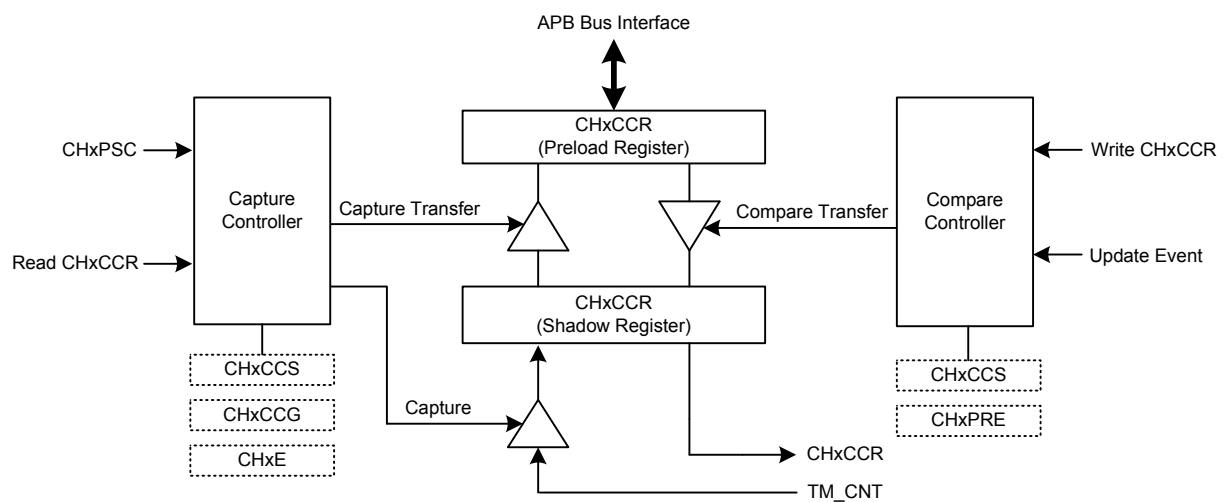 APB Bus Interface
CHxCCR
(Preload Register)
CHxPSC
Write CHxCCR
Capture
Controller
Capture Transfer
Compare Transfer
Compare
Controller
Read CHxCCR
Update Event
CHxCCR
(Shadow Register)
CHxCCS
CHxCCS
CHxCCG
Capture
CHxPRE
CHxE
CHxCCR
TM_CNT